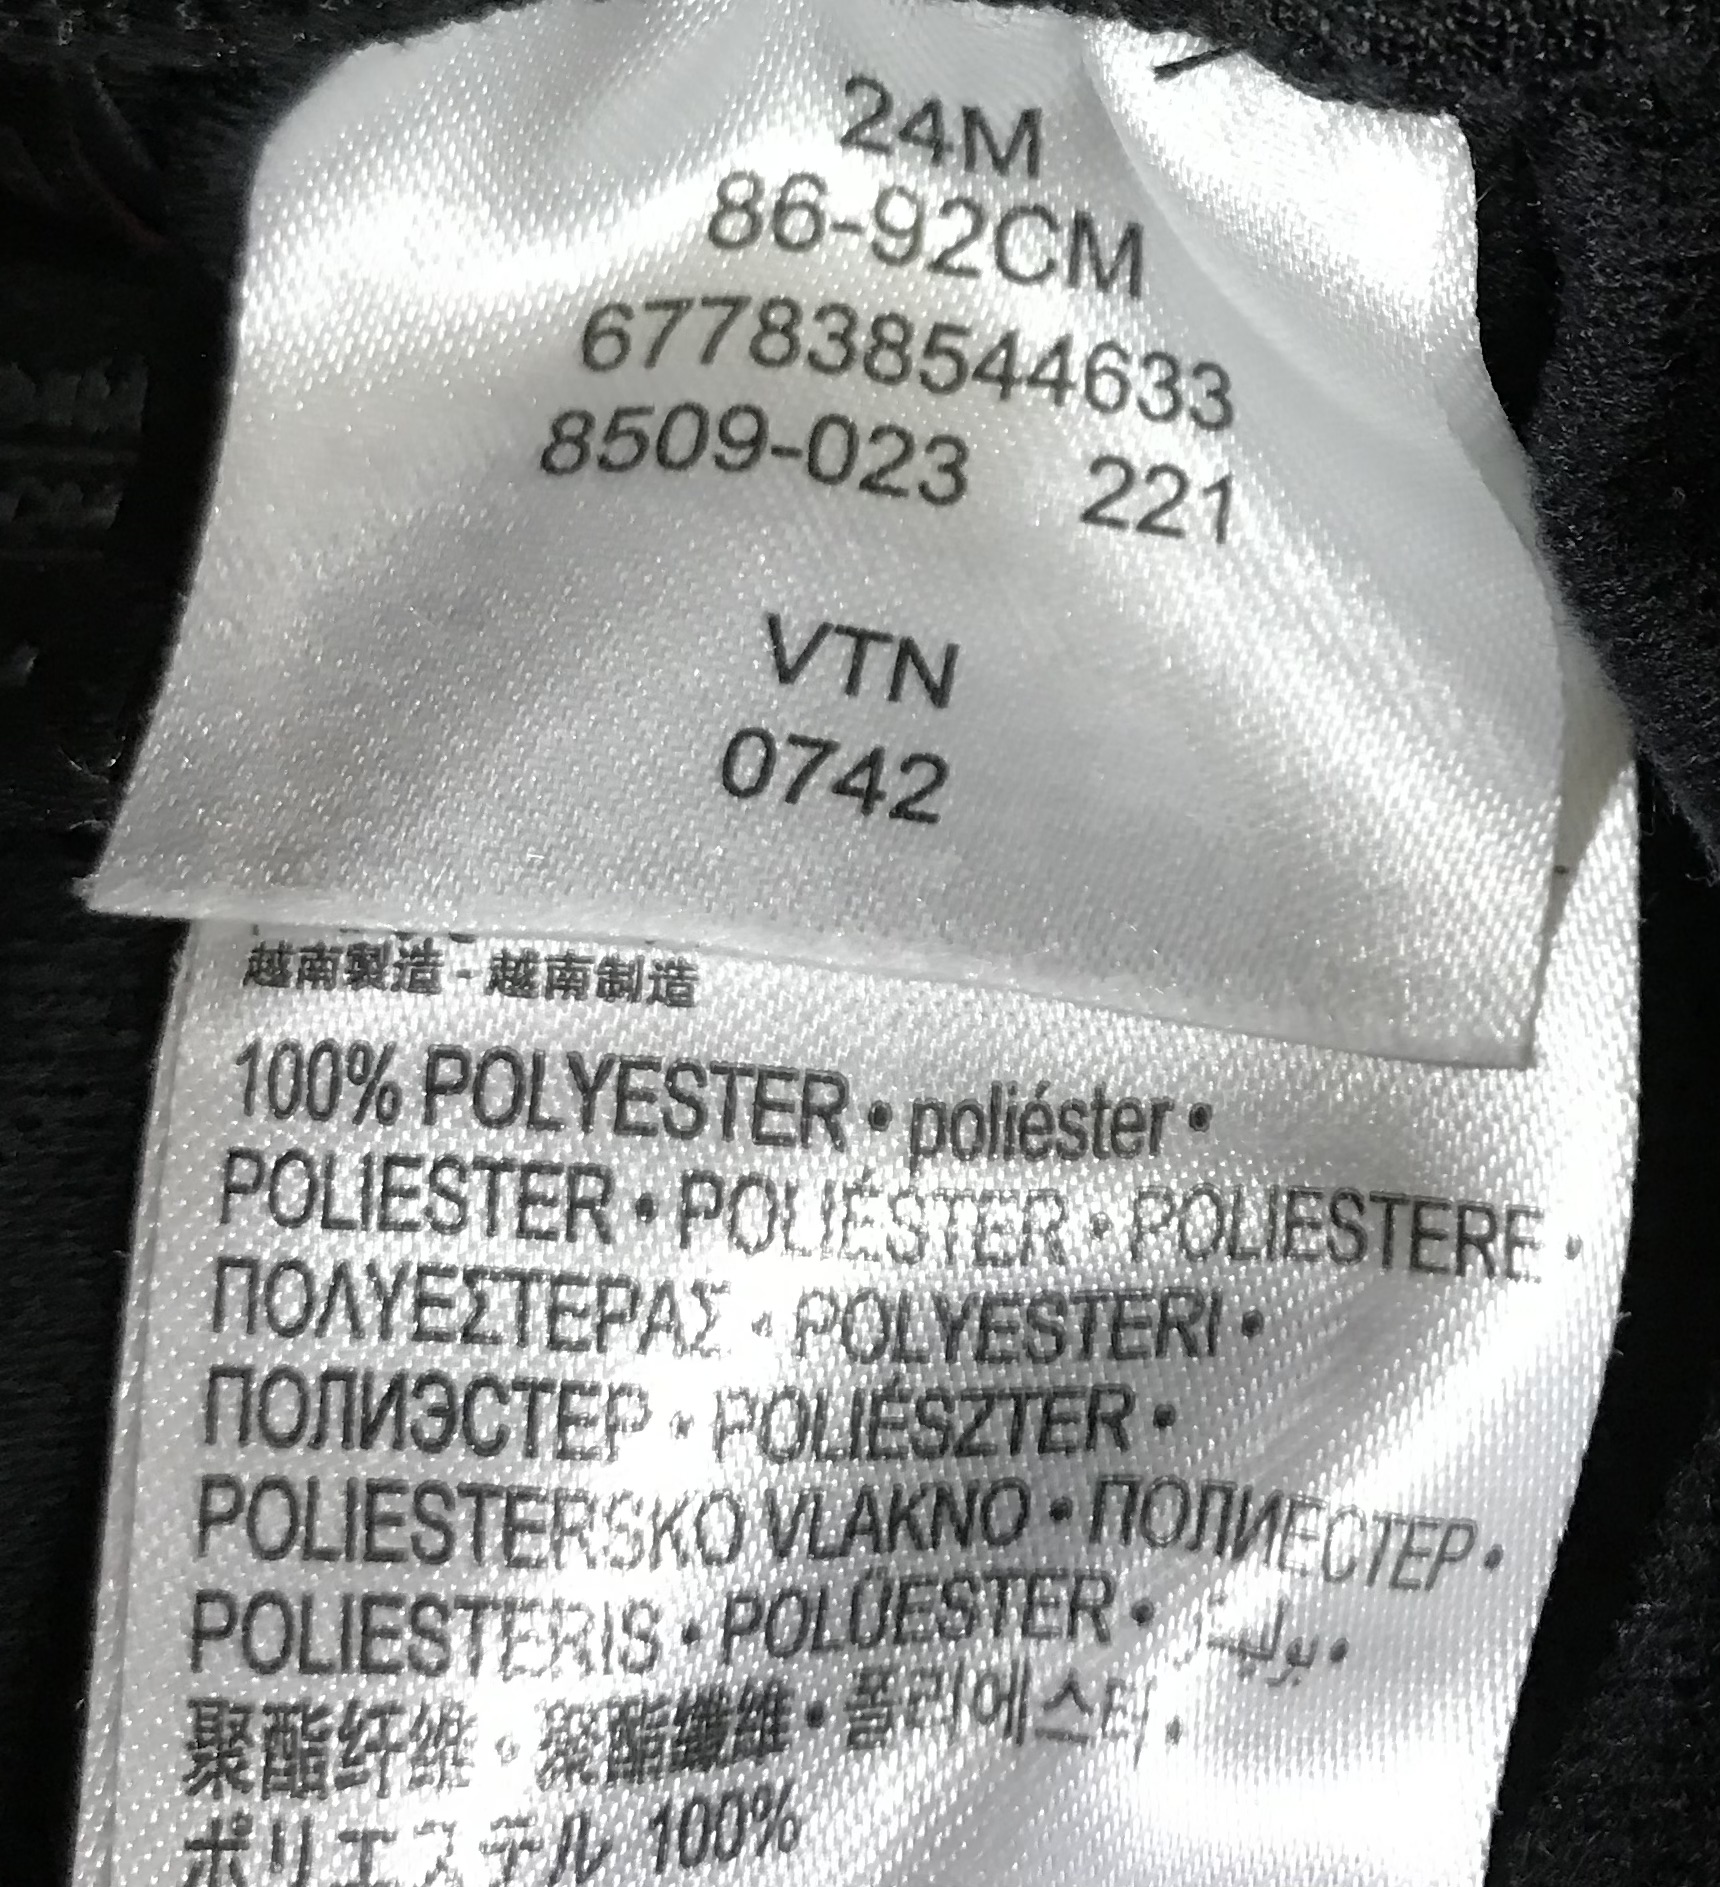 24M
86-92CM
677838544633
8509-023 221
VTN
0742
越南製造 - 越南制造
100% POLYESTER • poliéster •
POLIESTER • POLIÉSTER • POLIESTERE •
ΠΟΛΥΕΣΤΕΡΑΣ • POLYESTERI •
ПОЛИЭСТЕР • POLIÉSZTER •
POLIESTERSKO VLAKNO • ПОЛИЕСТЕР •
POLIESTERIS • POLÜESTER •
聚酯纤维 • 聚酯纖維 • 폴리에스터 •
ポリエステル 100%